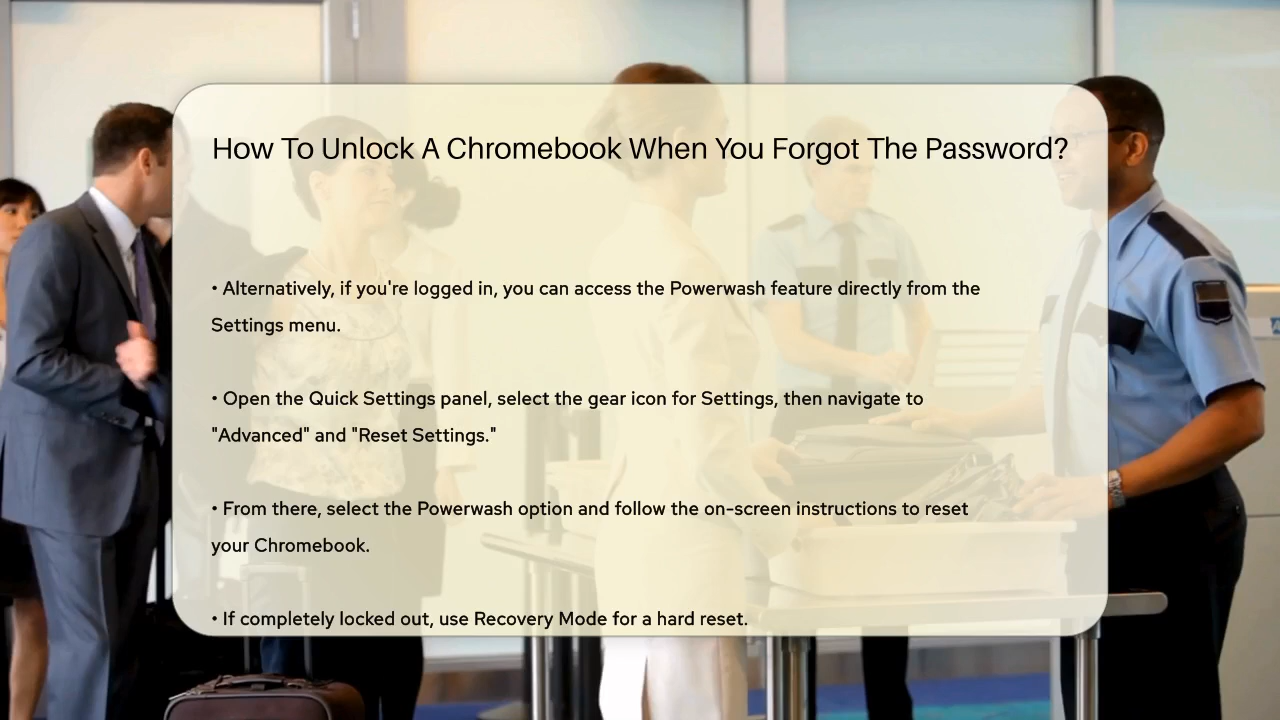 How To Unlock A Chromebook When You Forgot The Password?
• Alternatively, if you're logged in, you can access the Powerwash feature directly from the
Settings menu.
• Open the Quick Settings panel, select the gear icon for Settings, then navigate to
"Advanced" and "Reset Settings."
• From there, select the Powerwash option and follow the on-screen instructions to reset
your Chromebook.
• If completely locked out, use Recovery Mode for a hard reset.